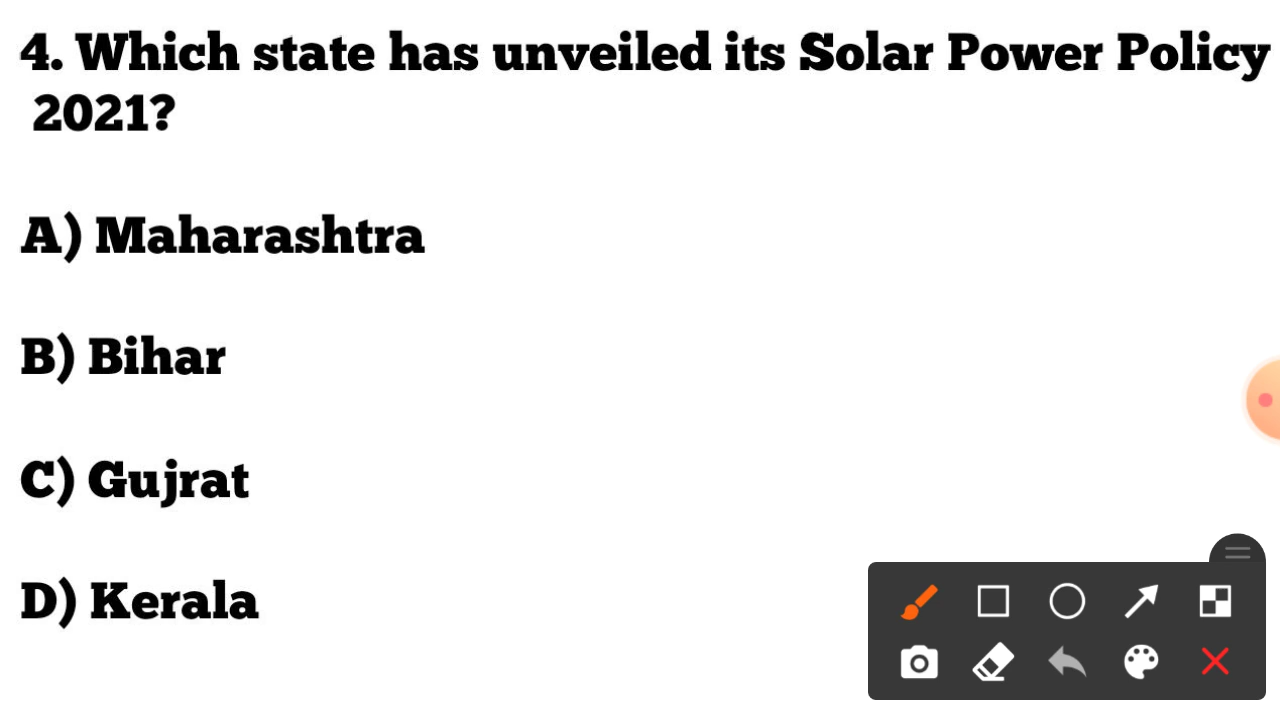 4. Which state has unveiled its Solar Power Policy
2021?
A) Maharashtra
B) Bihar
C) Gujrat
D) Kerala